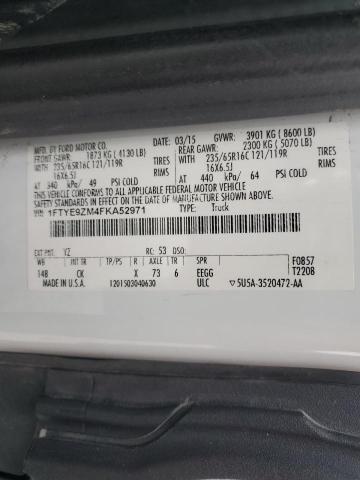 MFD. BY FORD MOTOR CO.
DATE: 03/15 GVWR: 3901 KG ( 8600 LB)
FRONT GAWR: 1873 KG ( 4130 LB) REAR GAWR: 2300 KG ( 5070 LB)
WITH WITH
235/65R16C 121/119R TIRES 235/65R16C 121/119R TIRES
16X6.5J RIMS 16X6.5J RIMS
AT 340 kPa/ 49 PSI COLD AT 440 kPa/ 64 PSI COLD
THIS VEHICLE CONFORMS TO ALL APPLICABLE FEDERAL MOTOR VEHICLE
SAFETY STANDARDS IN EFFECT ON THE DATE OF MANUFACTURE SHOWN ABOVE.
1FTYE9ZM4FKA52971 TYPE: Truck
EXT PNT: YZ RC: 53 DSO: F0857
WB INT TR TP/PS R AXLE TR SPR T2208
148 CK X 73 6 EEGG
MADE IN U.S.A. 1201503040630 ULC 5U5A-3520472-AA